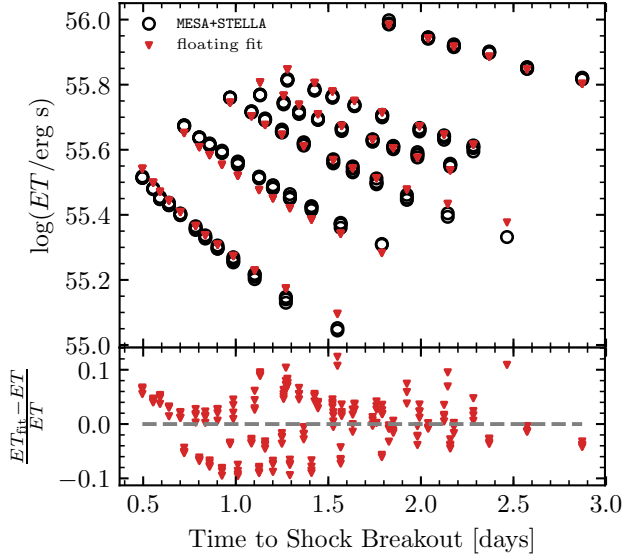 56.0
55.8
55.6
55.4
55.2
55.0
log(ET/erg s)
MESA+STELLA
floating fit
0.1
0.0
−0.1
ET_fit−ET
ET
0.5 1.0 1.5 2.0 2.5 3.0
Time to Shock Breakout [days]